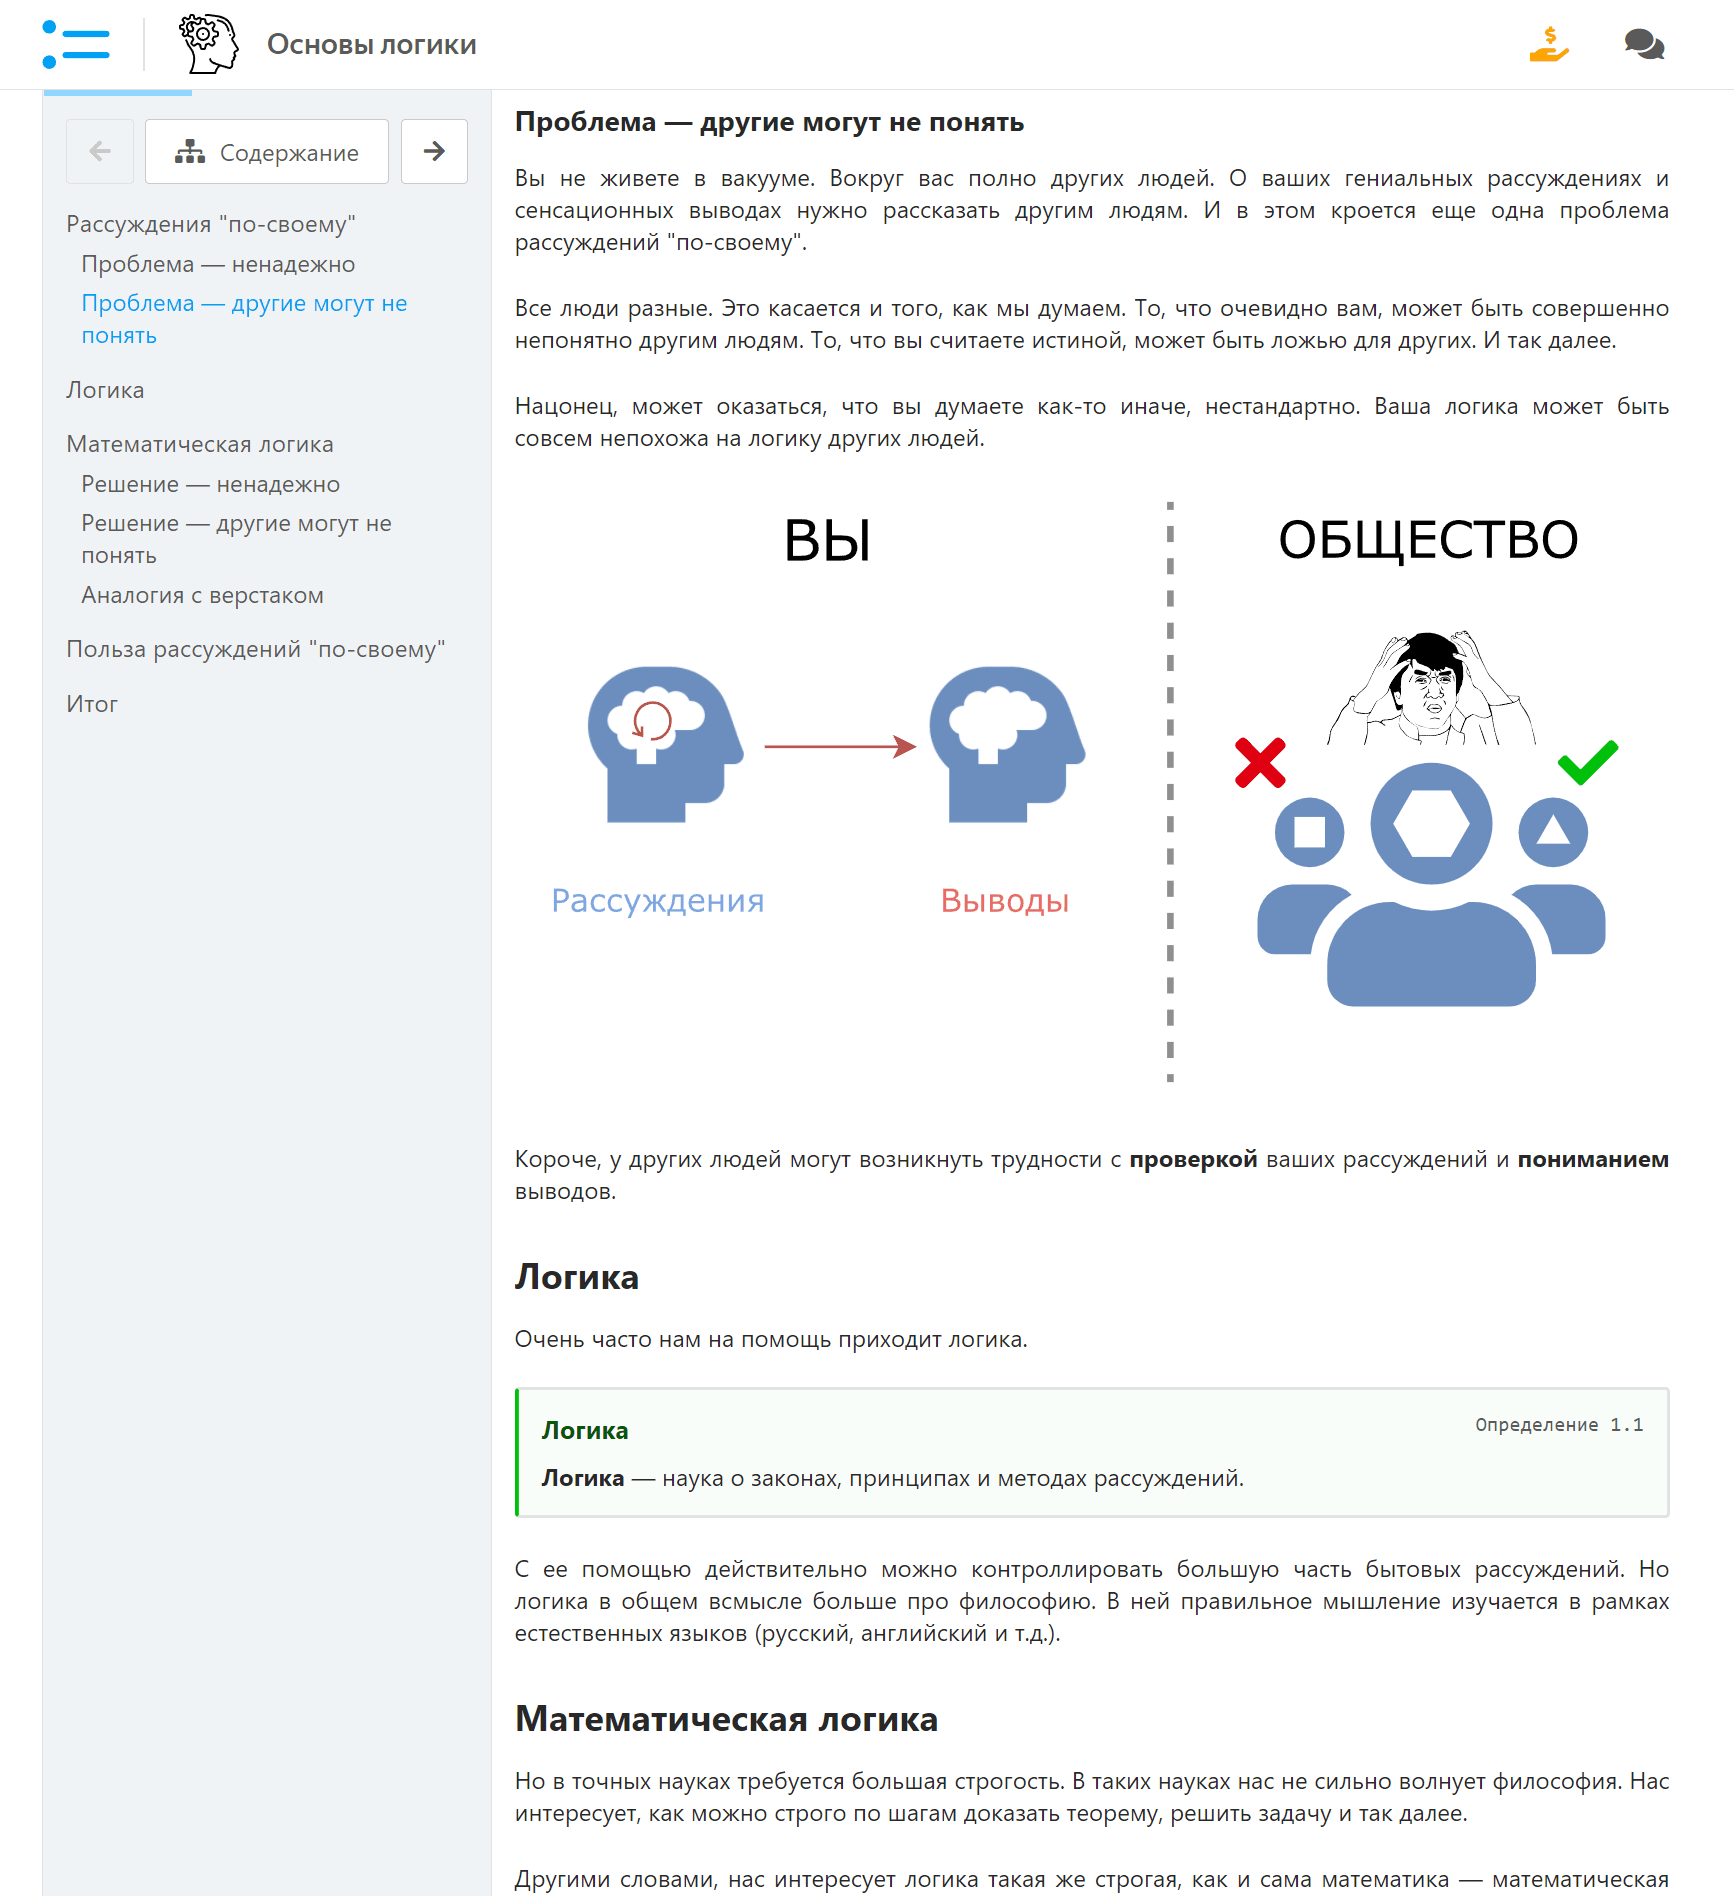 Основы логики
Содержание
Рассуждения "по-своему"
Проблема — ненадежно
Проблема — другие могут не
понять
Логика
Математическая логика
Решение — ненадежно
Решение — другие могут не
понять
Аналогия с верстаком
Польза рассуждений "по-своему"
Итог
Проблема — другие могут не понять
Вы не живете в вакууме. Вокруг вас полно других людей. О ваших гениальных рассуждениях и
сенсационных выводах нужно рассказать другим людям. И в этом кроется еще одна проблема
рассуждений "по-своему".
Все люди разные. Это касается и того, как мы думаем. То, что очевидно вам, может быть совершенно
непонятно другим людям. То, что вы считаете истиной, может быть ложью для других. И так далее.
Нацонец, может оказаться, что вы думаете как-то иначе, нестандартно. Ваша логика может быть
совсем непохожа на логику других людей.
ВЫ
ОБЩЕСТВО
Рассуждения
Выводы
Короче, у других людей могут возникнуть трудности с проверкой ваших рассуждений и пониманием
выводов.
Логика
Очень часто нам на помощь приходит логика.
Логика
Определение 1.1
Логика — наука о законах, принципах и методах рассуждений.
С ее помощью действительно можно контроллировать большую часть бытовых рассуждений. Но
логика в общем всмысле больше про философию. В ней правильное мышление изучается в рамках
естественных языков (русский, английский и т.д.).
Математическая логика
Но в точных науках требуется большая строгость. В таких науках нас не сильно волнует философия. Нас
интересует, как можно строго по шагам доказать теорему, решить задачу и так далее.
Другими словами, нас интересует логика такая же строгая, как и сама математика — математическая